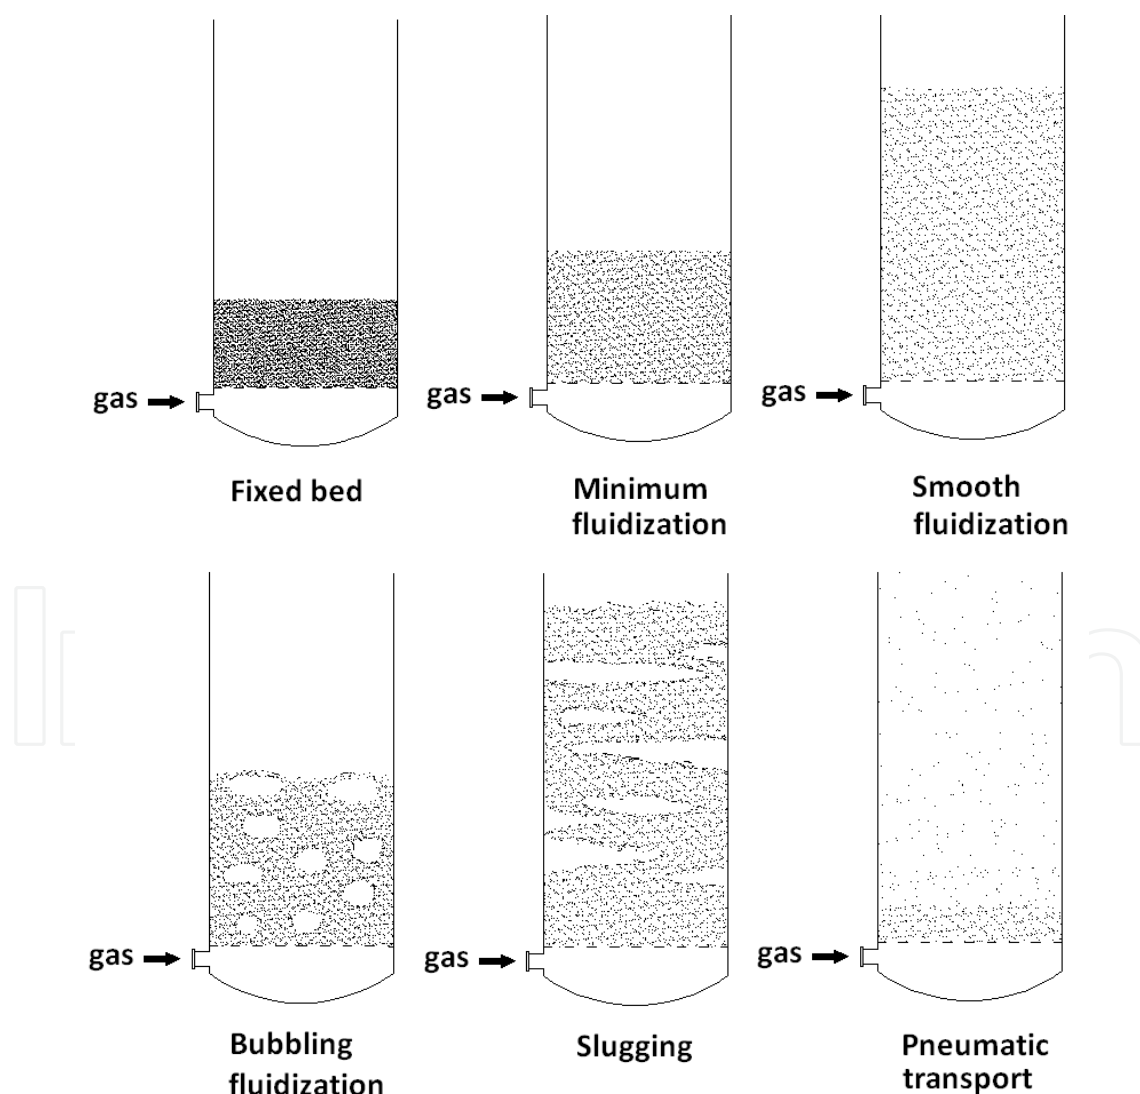 gas
gas
gas
Fixed bed
Minimum
fluidization
Smooth
fluidization
gas
gas
gas
Bubbling
fluidization
Slugging
Pneumatic
transport